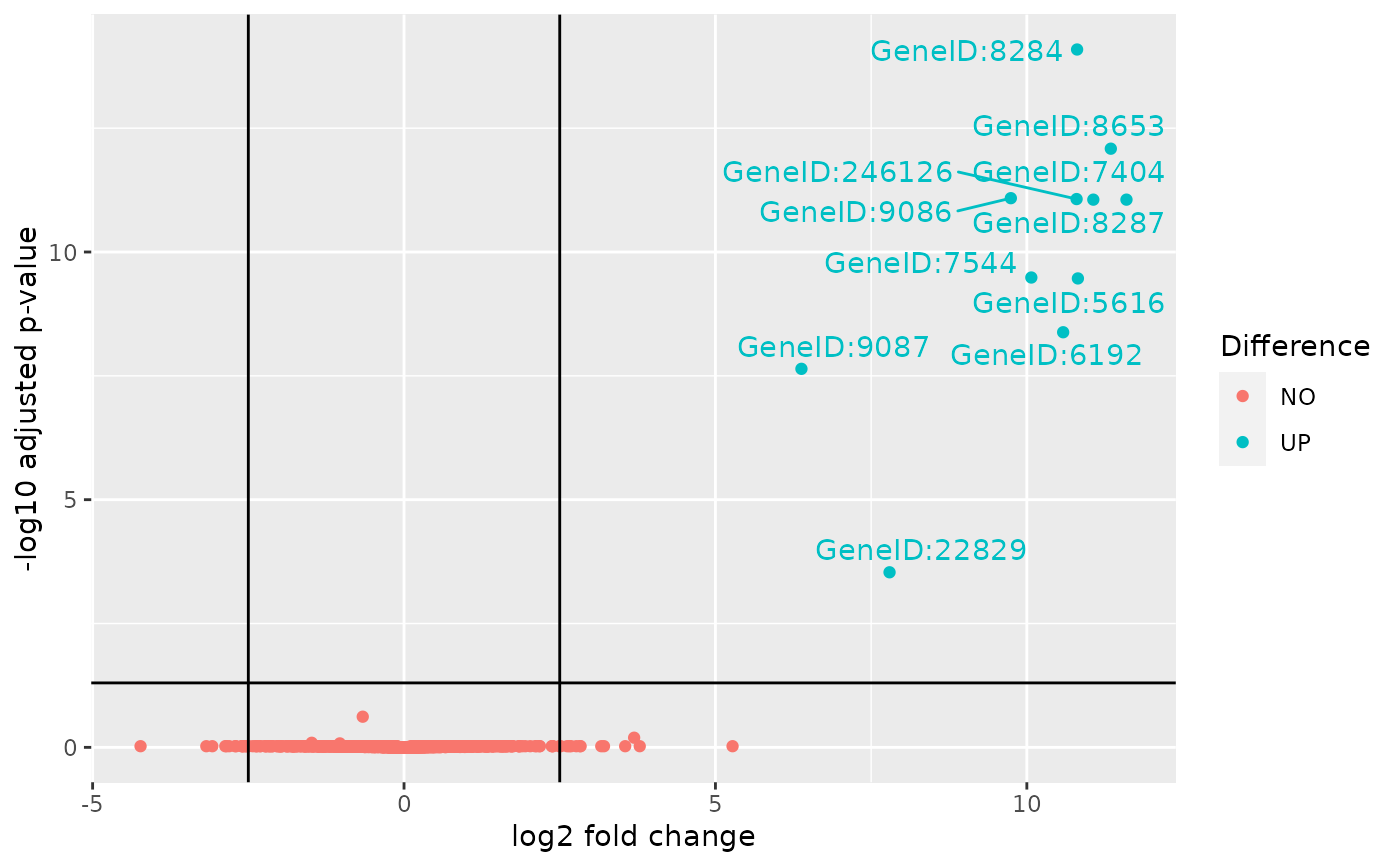 GeneID:8284
GeneID:8653
GeneID:246126
GeneID:7404
GeneID:9086
GeneID:8287
GeneID:7544
GeneID:5616
GeneID:9087
GeneID:6192
GeneID:22829
10
5
0
-5
0
5
10
log2 fold change
-log10 adjusted p-value
Difference
NO
UP